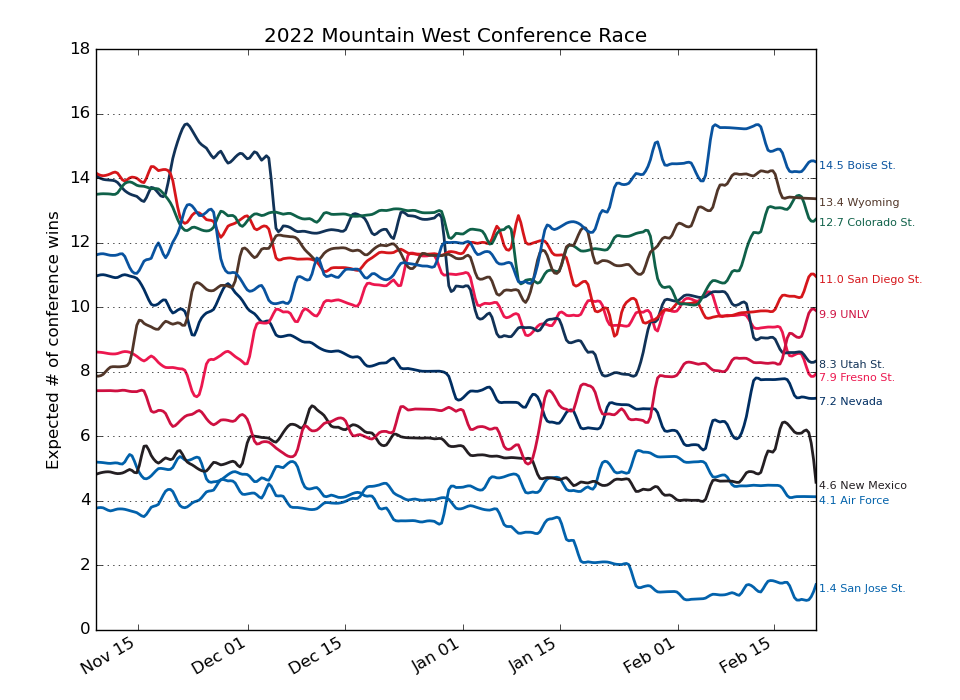 2022 Mountain West Conference Race
Expected # of conference wins
18
16
14
12
10
8
6
4
2
0
Nov 15
Dec 01
Dec 15
Jan 01
Jan 15
Feb 01
Feb 15
14.5 Boise St.
13.4 Wyoming
12.7 Colorado St.
11.0 San Diego St.
9.9 UNLV
8.3 Utah St.
7.9 Fresno St.
7.2 Nevada
4.6 New Mexico
4.1 Air Force
1.4 San Jose St.